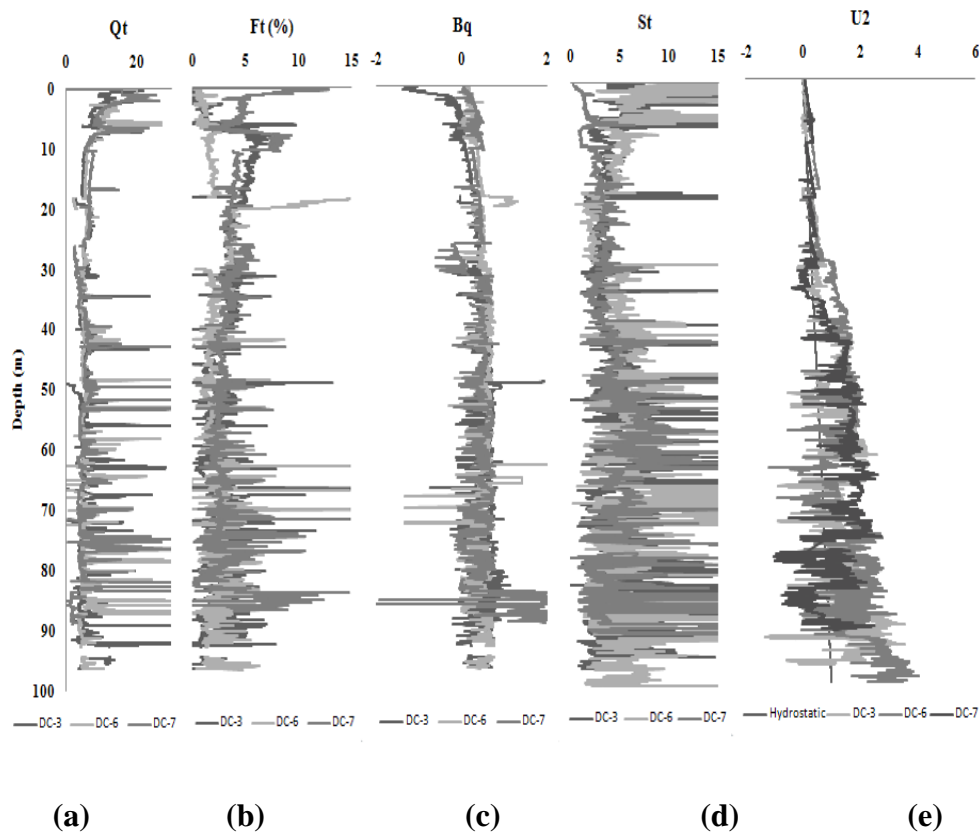 Qt Ft (%) Bq St U2
0 20 0 5 10 15 -2 0 2 0 5 10 15 -2 0 2 4 6
0
10
20
30
40
50
60
70
80
90
100
Depth (m)
DC-3 DC-6 DC-7 DC-3 DC-6 DC-7 DC-3 DC-6 DC-7 DC-3 DC-6 DC-7 Hydrostatic DC-3 DC-6 DC-7
(a) (b) (c) (d) (e)